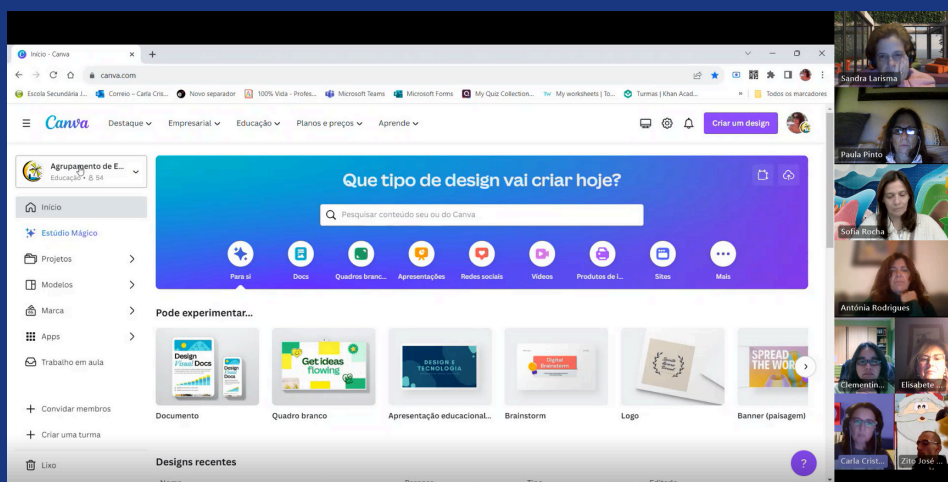 Início - Canva
canva.com
Escola Secundária J...
Correio – Carla Cris...
Novo separador
100% Vida - Profes...
Microsoft Teams
Microsoft Forms
My Quiz Collection...
My worksheets | To...
Turmas | Khan Acad...
Todos os marcadores
Canva
Destaque
Empresarial
Educação
Planos e preços
Aprende
Criar um design
Agrupamento de E...
Educação • 54
Início
Estúdio Mágico
Projetos
Modelos
Marca
Apps
Trabalho em aula
Convidar membros
Criar uma turma
Lixo
Que tipo de design vai criar hoje?
Pesquisar conteúdo seu ou do Canva
Para si
Docs
Quadros branc...
Apresentações
Redes sociais
Vídeos
Produtos de i...
Sites
Mais
Pode experimentar...
Design
Visual Docs
Get ideas
flowing
DESIGN E
TECNOLOGIA
Digital
Brainstorm
SPREAD
THE WOR
Documento
Quadro branco
Apresentação educacional...
Brainstorm
Logo
Banner (paisagem)
Designs recentes
?
Sandra Larisma
Paula Pinto
Sofia Rocha
Antónia Rodrigues
Clementin...
Elisabete ...
Carla Crist...
Zito José ...